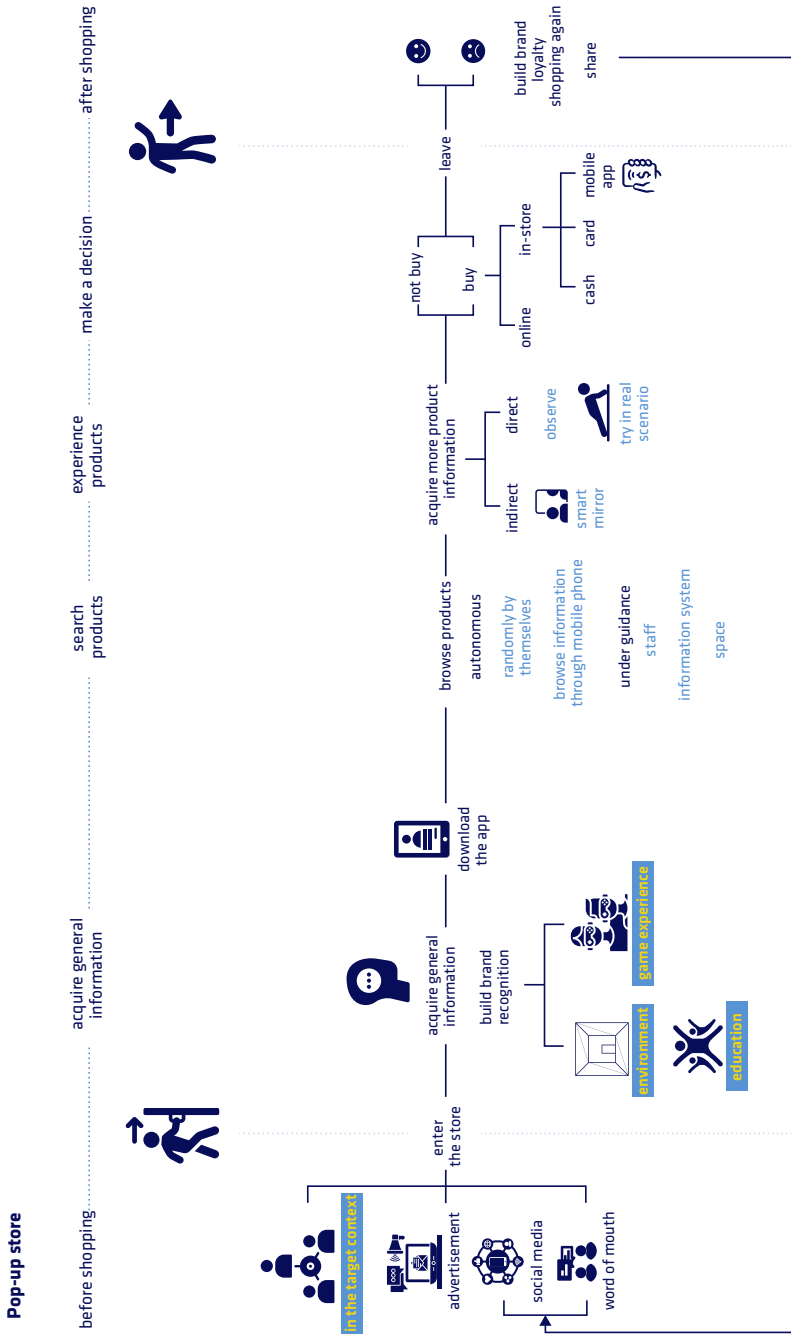 Pop-up store
before shopping
acquire general
information
search
products
experience
products
make a decision
after shopping
in the target context
advertisement
social media
word of mouth
enter
the store
acquire general
information
build brand
recognition
environment
education
game experience
download
the app
browse products
autonomous
randomly by
themselves
browse information
through mobile phone
under guidance
staff
information system
space
acquire more product
information
indirect
smart
mirror
direct
observe
try in real
scenario
not buy
buy
online
in-store
cash
card
mobile
app
leave
build brand
loyalty
shopping again
share